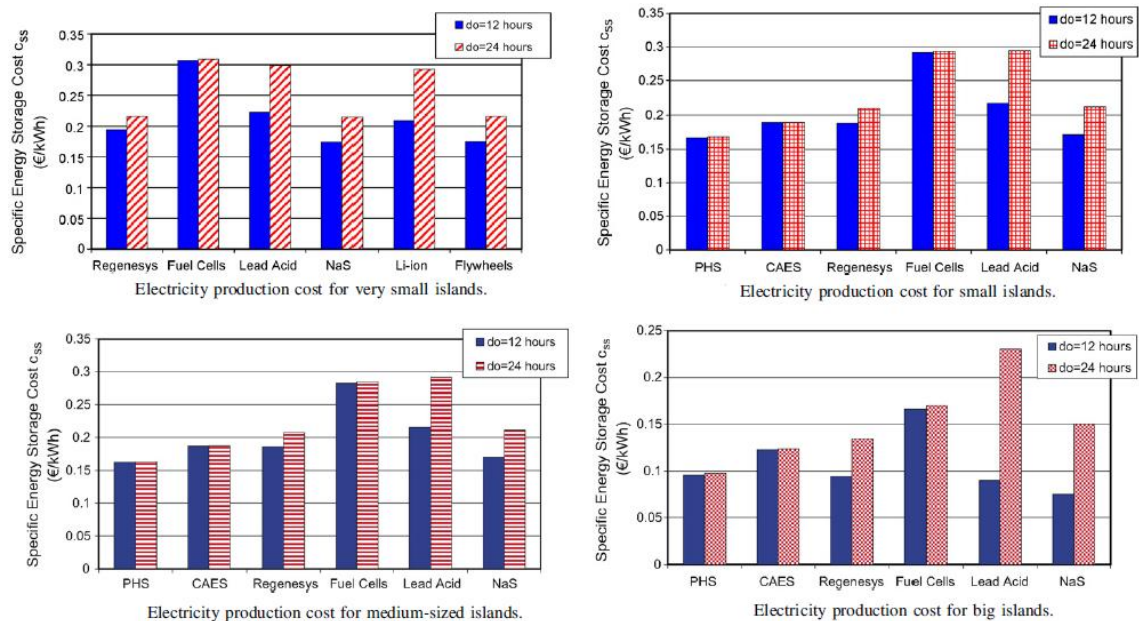 Specific Energy Storage Cost c_ss
(€/kWh)
0.35
0.3
0.25
0.2
0.15
0.1
0.05
0
do=12 hours
do=24 hours
Regenesys Fuel Cells Lead Acid NaS Li-ion Flywheels
Electricity production cost for very small islands.
Specific Energy Storage Cost c_ss
(€/kWh)
0.35
0.3
0.25
0.2
0.15
0.1
0.05
0
do=12 hours
do=24 hours
PHS CAES Regenesys Fuel Cells Lead Acid NaS
Electricity production cost for small islands.
Specific Energy Storage Cost c_ss
(€/kWh)
0.35
0.3
0.25
0.2
0.15
0.1
0.05
0
do=12 hours
do=24 hours
PHS CAES Regenesys Fuel Cells Lead Acid NaS
Electricity production cost for medium-sized islands.
Specific Energy Storage Cost c_ss
(€/kWh)
0.25
0.2
0.15
0.1
0.05
0
do=12 hours
do=24 hours
PHS CAES Regenesys Fuel Cells Lead Acid NaS
Electricity production cost for big islands.